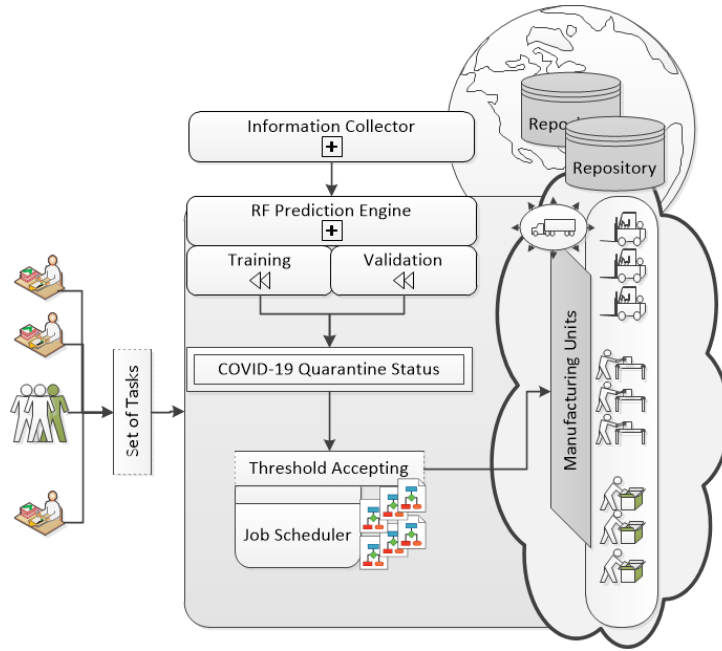 Information Collector
RF Prediction Engine
Training
Validation
COVID-19 Quarantine Status
Set of Tasks
Threshold Accepting
Job Scheduler
Repository
Manufacturing Units